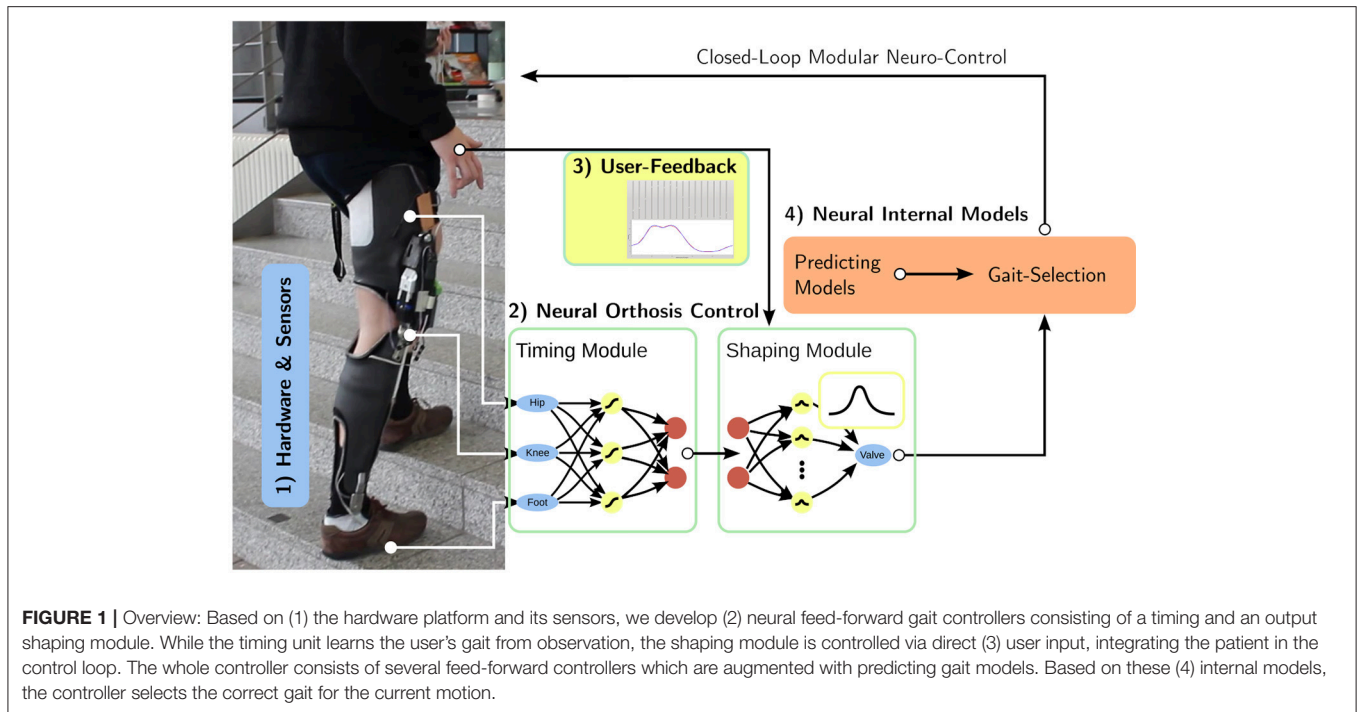 Closed-Loop Modular Neuro-Control
3) User-Feedback
4) Neural Internal Models
Predicting
Models
Gait-Selection
1) Hardware & Sensors
2) Neural Orthosis Control
Timing Module
Shaping Module
Hip
Knee
Foot
Valve
FIGURE 1 | Overview: Based on (1) the hardware platform and its sensors, we develop (2) neural feed-forward gait controllers consisting of a timing and an output
shaping module. While the timing unit learns the user's gait from observation, the shaping module is controlled via direct (3) user input, integrating the patient in the
control loop. The whole controller consists of several feed-forward controllers which are augmented with predicting gait models. Based on these (4) internal models,
the controller selects the correct gait for the current motion.